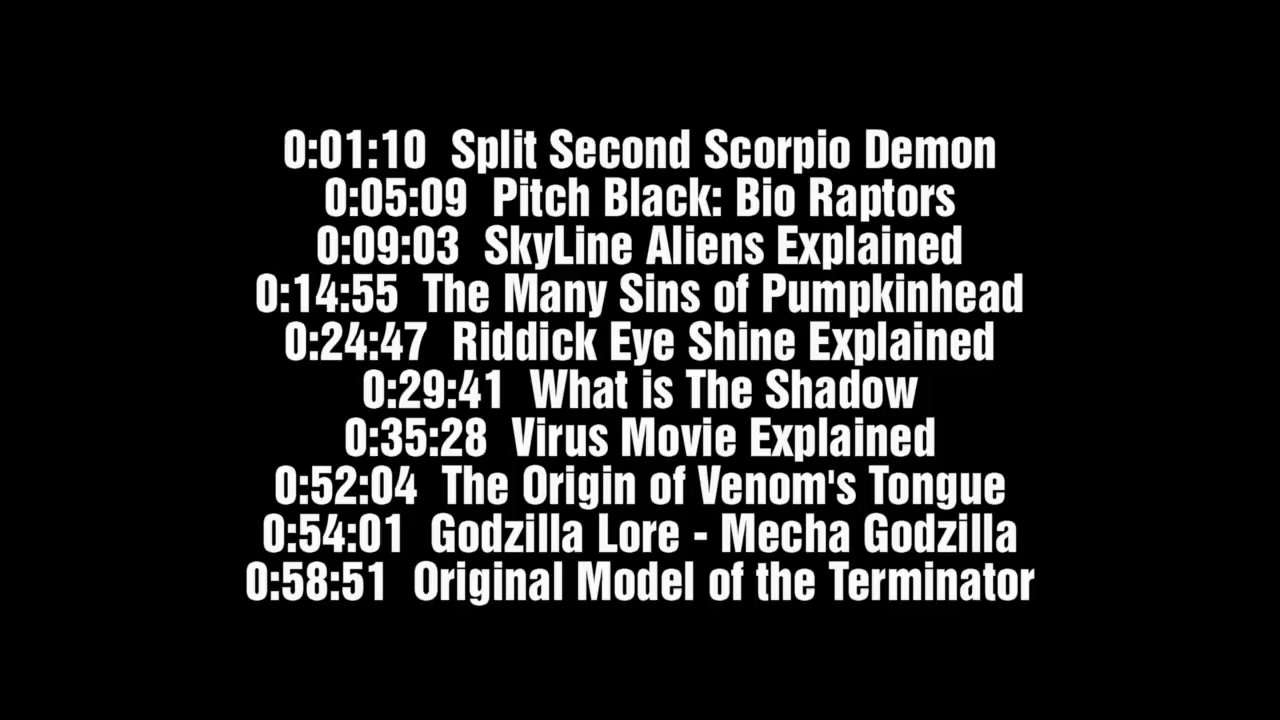 0:01:10 Split Second Scorpio Demon
0:05:09 Pitch Black: Bio Raptors
0:09:03 SkyLine Aliens Explained
0:14:55 The Many Sins of Pumpkinhead
0:24:47 Riddick Eye Shine Explained
0:29:41 What is The Shadow
0:35:28 Virus Movie Explained
0:52:04 The Origin of Venom's Tongue
0:54:01 Godzilla Lore - Mecha Godzilla
0:58:51 Original Model of the Terminator